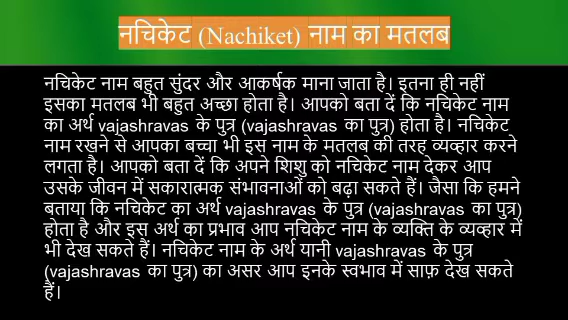 नचिकेट (Nachiket) नाम का मतलब
नचिकेट नाम बहुत सुंदर और आकर्षक माना जाता है। इतना ही नहीं
इसका मतलब भी बहुत अच्छा होता है। आपको बता दें कि नचिकेट नाम
का अर्थ vajashravas के पुत्र (vajashravas का पुत्र) होता है। नचिकेट
नाम रखने से आपका बच्चा भी इस नाम के मतलब की तरह व्यव्हार करने
लगता है। आपको बता दें कि अपने शिशु को नचिकेट नाम देकर आप
उसके जीवन में सकारात्मक संभावनाओं को बढ़ा सकते हैं। जैसा कि हमने
बताया कि नचिकेट का अर्थ vajashravas के पुत्र (vajashravas का पुत्र)
होता है और इस अर्थ का प्रभाव आप नचिकेट नाम के व्यक्ति के व्यव्हार में
भी देख सकते हैं। नचिकेट नाम के अर्थ यानी vajashravas के पुत्र
(vajashravas का पुत्र) का असर आप इनके स्वभाव में साफ़ देख सकते
हैं।